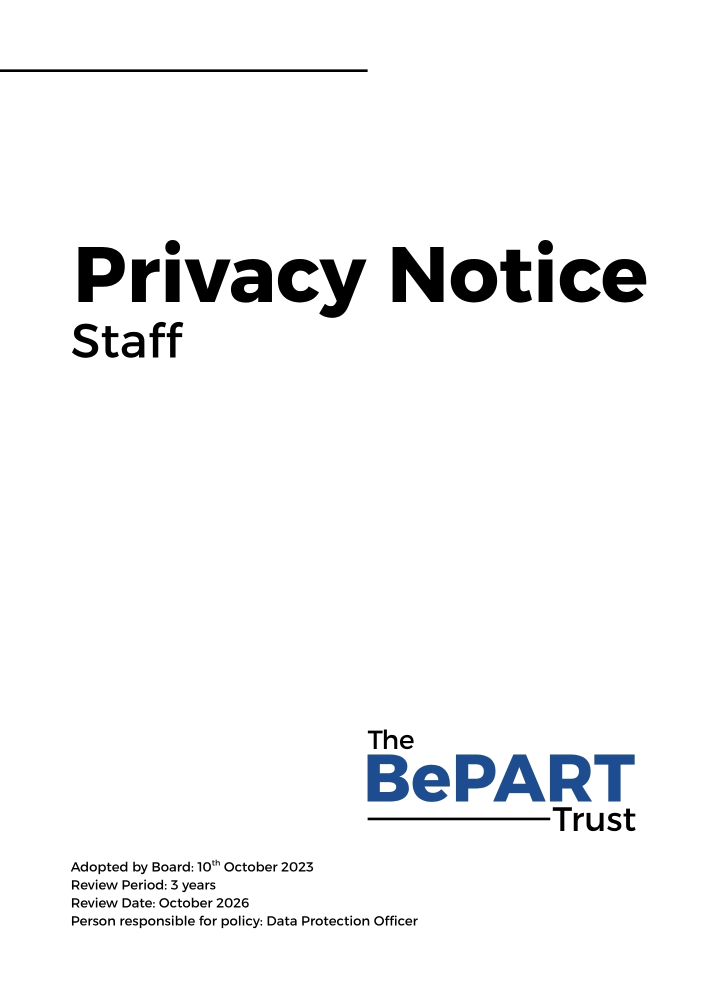 Privacy Notice
Staff
The
BePART
Trust
Adopted by Board: 10th October 2023
Review Period: 3 years
Review Date: October 2026
Person responsible for policy: Data Protection Officer